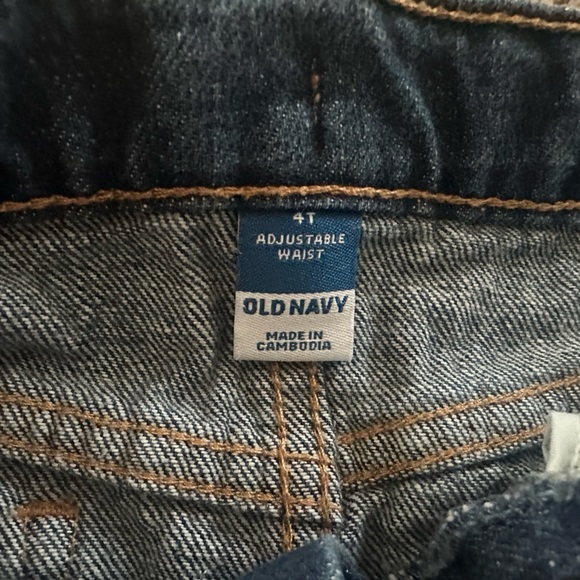 4T
ADJUSTABLE
WAIST
OLD NAVY
MADE IN
CAMBODIA